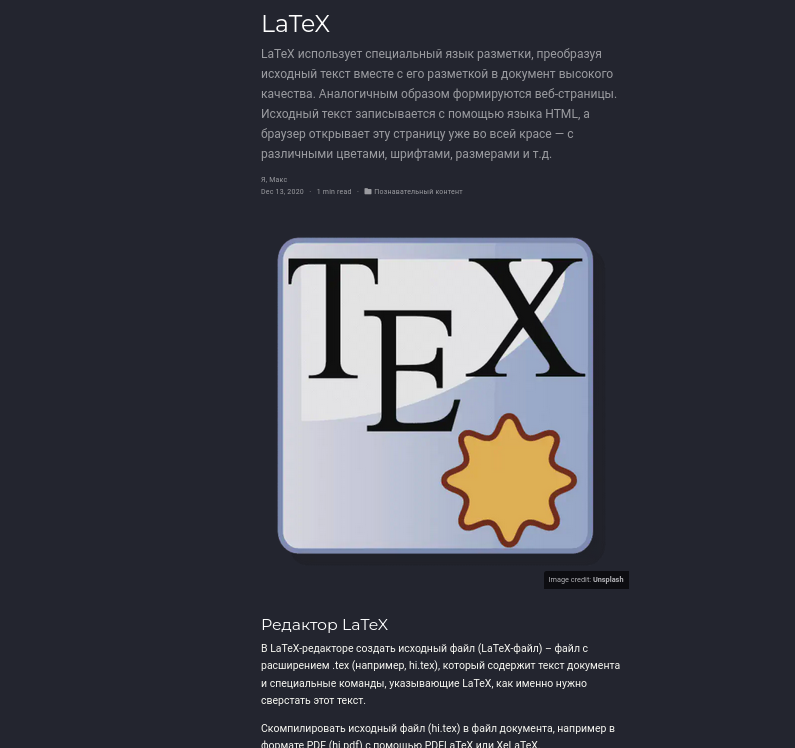 LaTeX
LaTeX использует специальный язык разметки, преобразуя
исходный текст вместе с его разметкой в документ высокого
качества. Аналогичным образом формируются веб-страницы.
Исходный текст записывается с помощью языка HTML, а
браузер открывает эту страницу уже во всей красе — с
различными цветами, шрифтами, размерами и т.д.
Я, Макс
Dec 13, 2020 · 1 min read · Познавательный контент
TEX
Image credit: Unsplash
Редактор LaTeX
В LaTeX-редакторе создать исходный файл (LaTeX-файл) – файл с
расширением .tex (например, hi.tex), который содержит текст документа
и специальные команды, указывающие LaTeX, как именно нужно
сверстать этот текст.
Скомпилировать исходный файл (hi.tex) в файл документа, например в
формате PDF (hi.pdf) с помощью PDFLaTeX или XeLaTeX